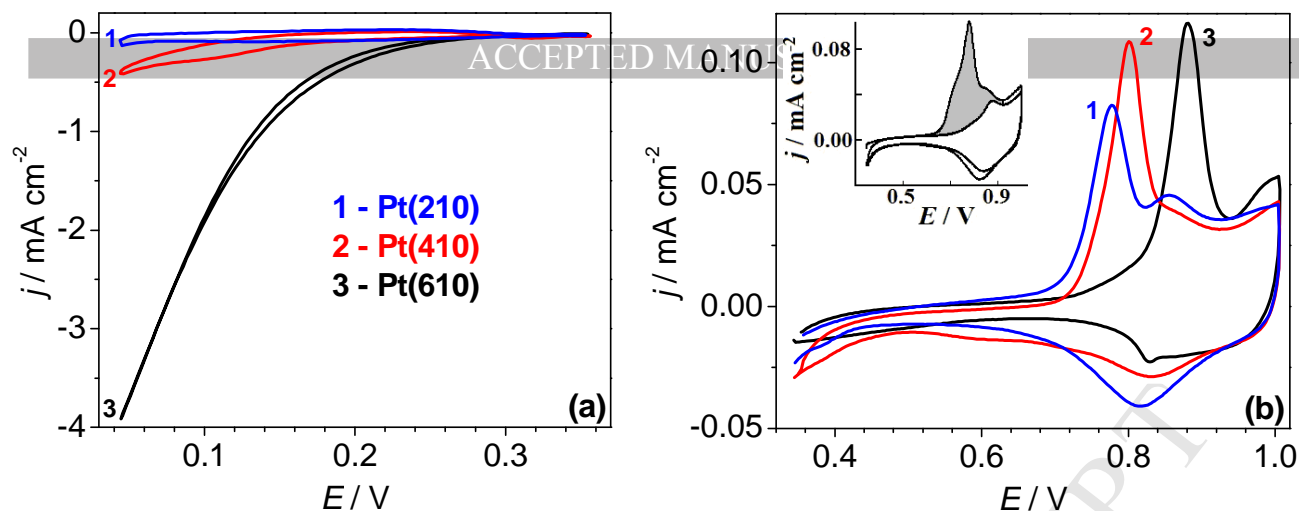 ACCEPTED MANUS
0
-1
-2
-3
-4
j / mA cm-2
0.1
0.2
0.3
E / V
1
2
3
1 - Pt(210)
2 - Pt(410)
3 - Pt(610)
(a)
0.10
0.05
0.00
-0.05
j / mA cm-2
0.4
0.6
0.8
1.0
E / V
1
2
3
(b)
0.08
0.00
j / mA cm-2
0.5
0.9
E / V
PT